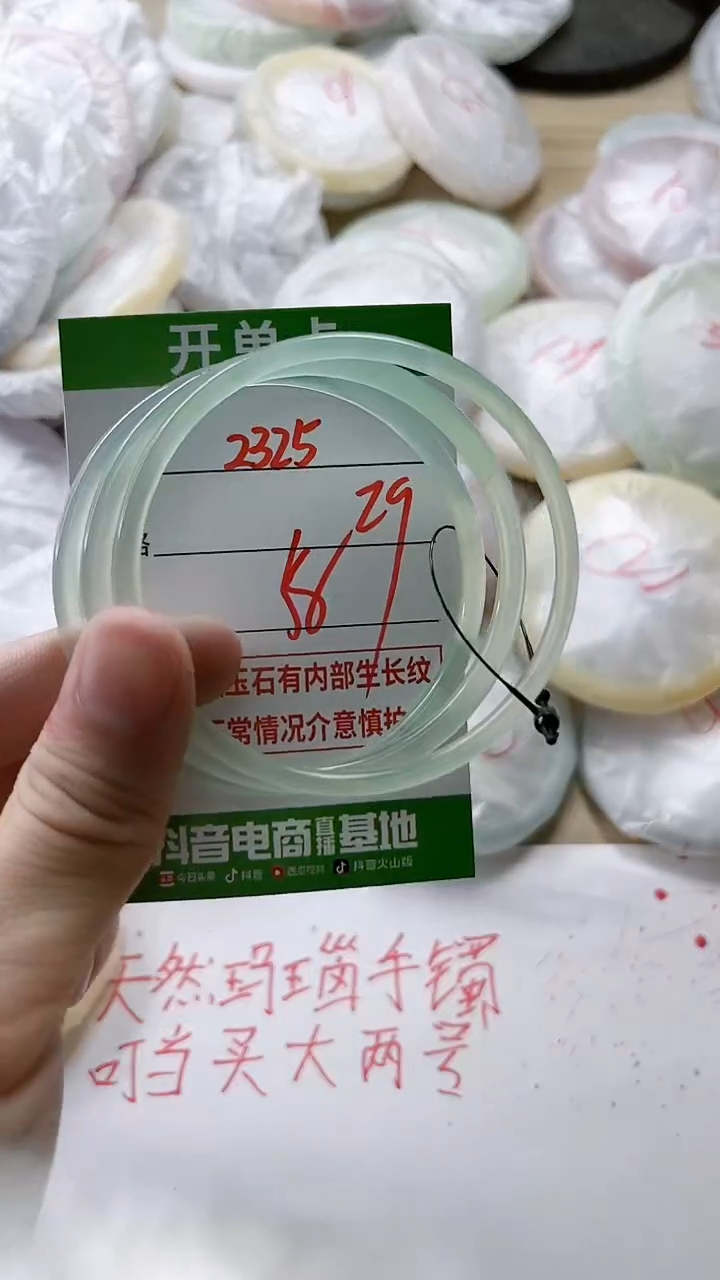 开单
2325
29
58
玉石有内部生长纹
常情况介意慎拍
抖音电商直播基地
今日头条 抖音 西瓜视频 抖音火山版
天然玛瑙手镯
叮当买大两号